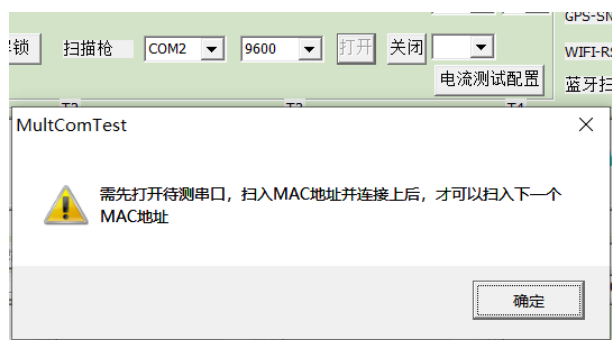 GPS-SN
锁 扫描枪 COM2 9600 打开 关闭
WIFI-RS
电流测试配置
蓝牙扫
T2 T3 T4
MultComTest
需先打开待测串口，扫入MAC地址并连接上后，才可以扫入下一个
MAC地址
确定